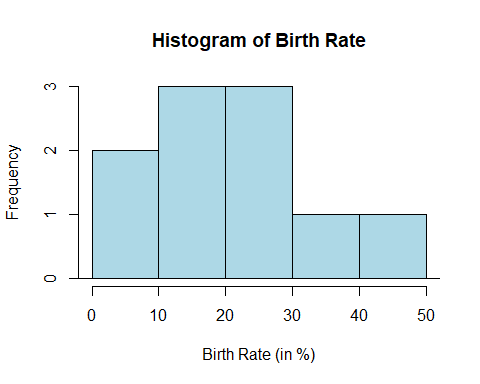 Histogram of Birth Rate
Frequency
3
2
1
0
0 10 20 30 40 50
Birth Rate (in %)